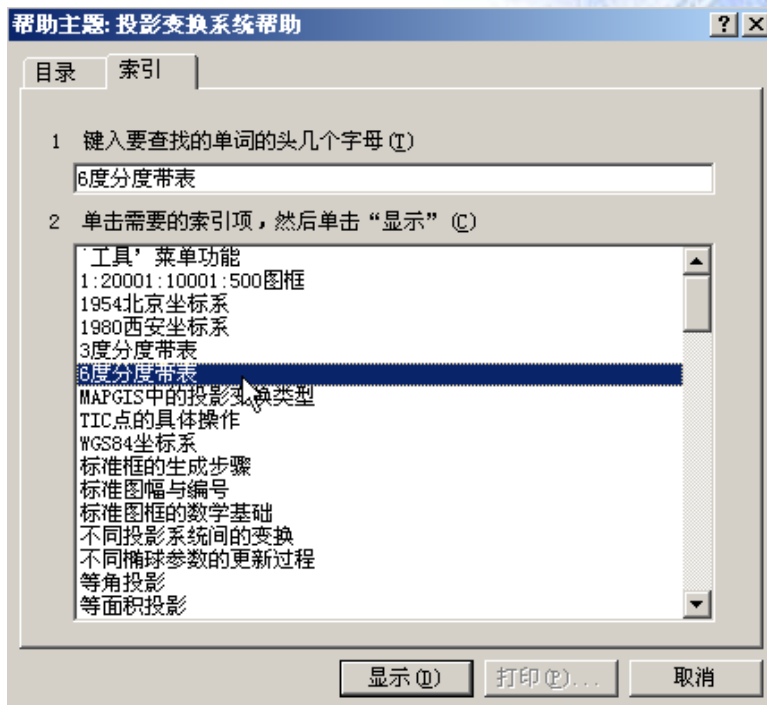 帮助主题: 投影变换系统帮助
目录 索引
1 键入要查找的单词的头几个字母(T)
6度分度带表
2 单击需要的索引项，然后单击“显示”(C)
`工具’菜单功能
1:20001:10001:500图框
1954北京坐标系
1980西安坐标系
3度分度带表
6度分度带表
MAPGIS中的投影变换类型
TIC点的具体操作
WGS84坐标系
标准框的生成步骤
标准图幅与编号
标准图框的数学基础
不同投影系统间的变换
不同椭球参数的更新过程
等角投影
等面积投影
显示(D) 打印(P)... 取消